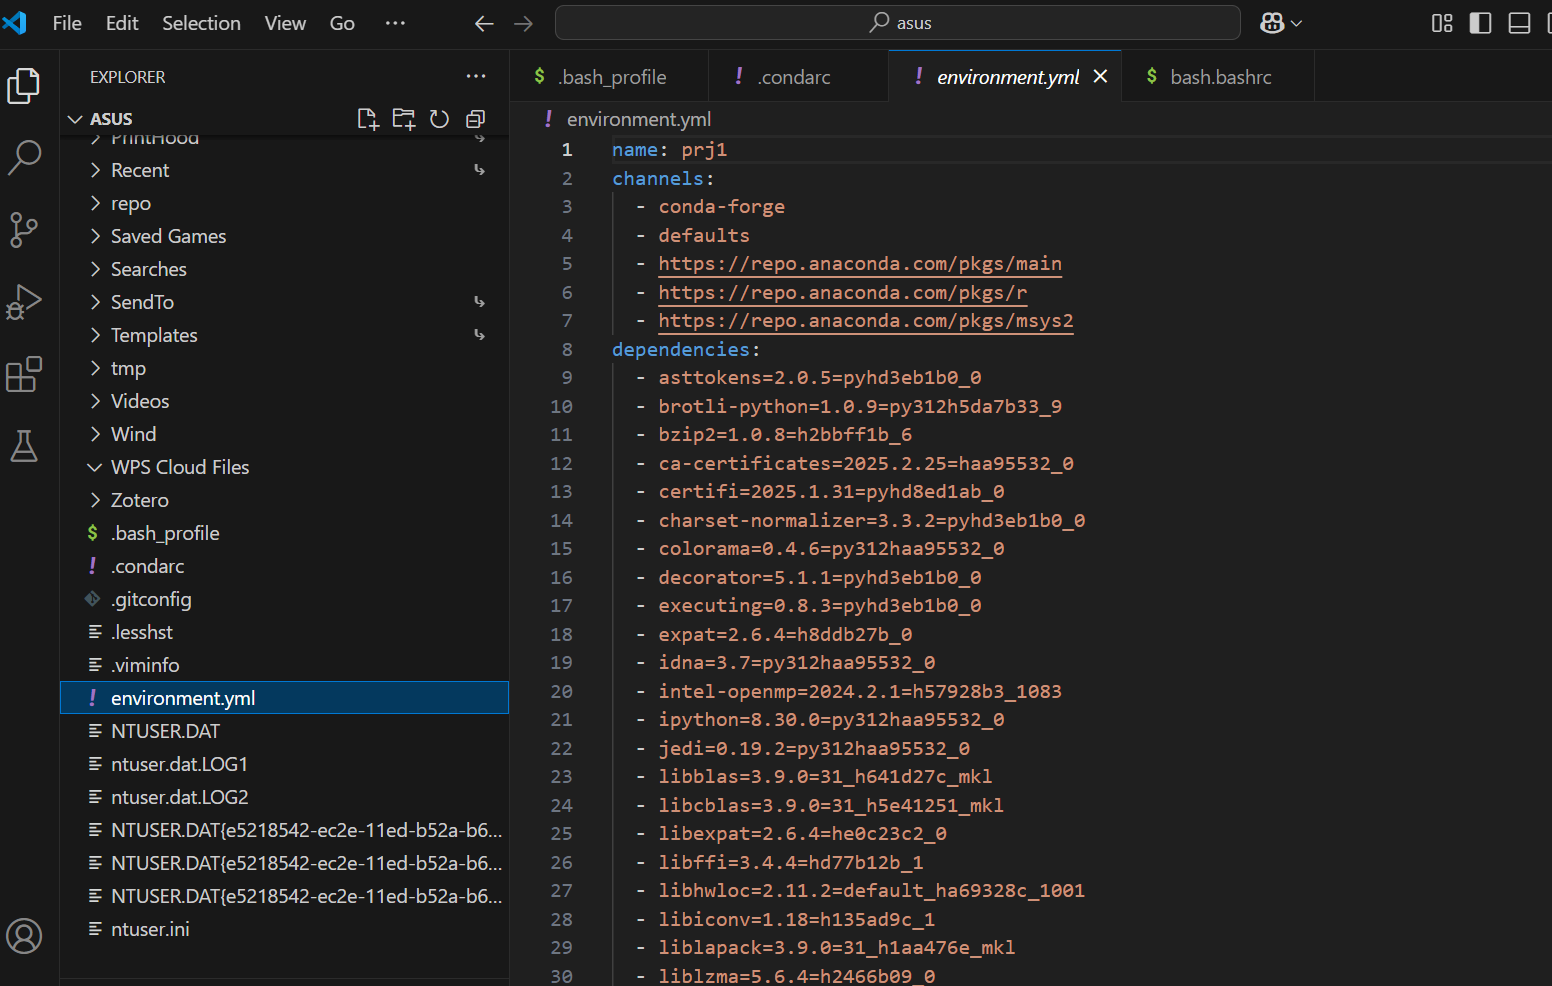 File Edit Selection View Go ··· asus
EXPLORER ···
ASUS
PrintHood
Recent
repo
Saved Games
Searches
SendTo
Templates
tmp
Videos
Wind
WPS Cloud Files
Zotero
$ .bash_profile
! .condarc
.gitconfig
.lesshst
.viminfo
! environment.yml
NTUSER.DAT
ntuser.dat.LOG1
ntuser.dat.LOG2
NTUSER.DAT{e5218542-ec2e-11ed-b52a-b6...
NTUSER.DAT{e5218542-ec2e-11ed-b52a-b6...
NTUSER.DAT{e5218542-ec2e-11ed-b52a-b6...
ntuser.ini
$ .bash_profile ! .condarc ! environment.yml $ bash.bashrc
! environment.yml
1 name: prj1
2 channels:
3 - conda-forge
4 - defaults
5 - https://repo.anaconda.com/pkgs/main
6 - https://repo.anaconda.com/pkgs/r
7 - https://repo.anaconda.com/pkgs/msys2
8 dependencies:
9 - asttokens=2.0.5=pyhd3eb1b0_0
10 - brotli-python=1.0.9=py312h5da7b33_9
11 - bzip2=1.0.8=h2bbff1b_6
12 - ca-certificates=2025.2.25=haa95532_0
13 - certifi=2025.1.31=pyhd8ed1ab_0
14 - charset-normalizer=3.3.2=pyhd3eb1b0_0
15 - colorama=0.4.6=py312haa95532_0
16 - decorator=5.1.1=pyhd3eb1b0_0
17 - executing=0.8.3=pyhd3eb1b0_0
18 - expat=2.6.4=h8ddb27b_0
19 - idna=3.7=py312haa95532_0
20 - intel-openmp=2024.2.1=h57928b3_1083
21 - ipython=8.30.0=py312haa95532_0
22 - jedi=0.19.2=py312haa95532_0
23 - libblas=3.9.0=31_h641d27c_mkl
24 - libcblas=3.9.0=31_h5e41251_mkl
25 - libexpat=2.6.4=he0c23c2_0
26 - libffi=3.4.4=hd77b12b_1
27 - libhwloc=2.11.2=default_ha69328c_1001
28 - libiconv=1.18=h135ad9c_1
29 - liblapack=3.9.0=31_h1aa476e_mkl
30 - liblzma=5.6.4=h2466b09_0